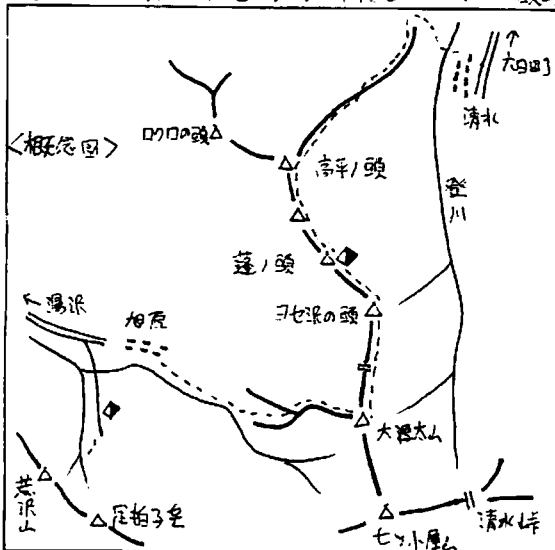 ↑
六日町
清水
<概念図>
ロクロの頭
高平ノ頭
登川
蓬ノ頭
ヨセ沢の頭
←湯沢
旭原
大源太山
荒沢山
足拍子岳
七ツ小屋山
清水峠